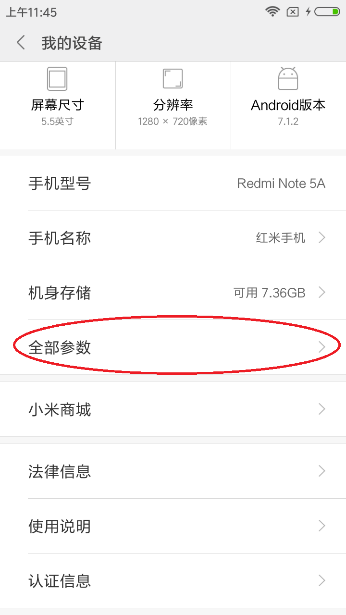 上午11:45
我的设备
屏幕尺寸
5.5英寸
分辨率
1280 × 720像素
Android版本
7.1.2
手机型号 Redmi Note 5A
手机名称 红米手机
机身存储 可用 7.36GB
全部参数
小米商城
法律信息
使用说明
认证信息